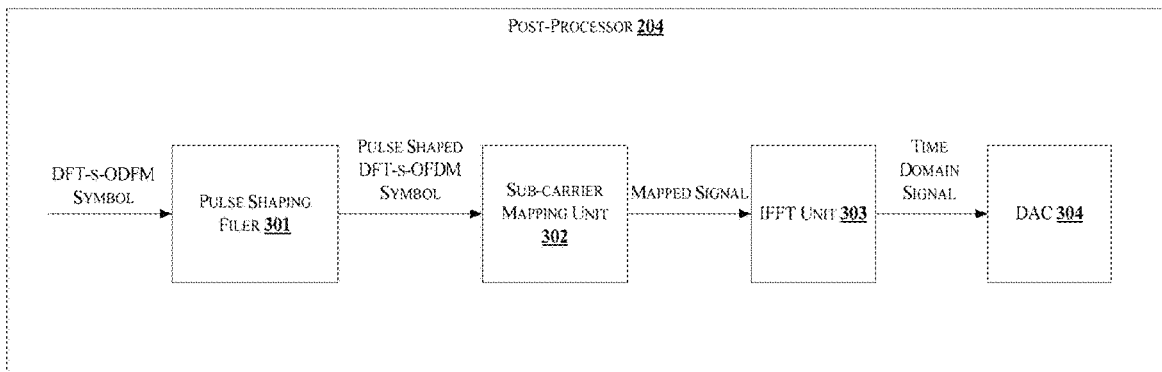 POST-PROCESSOR 204
DFT-S-ODFM
SYMBOL
PULSE SHAPING
FILER 301
PULSE SHAPED
DFT-S-OFDM
SYMBOL
SUB-CARRIER
MAPPING UNIT
302
MAPPED SIGNAL
IFFT UNIT 303
TIME
DOMAIN
SIGNAL
DAC 304